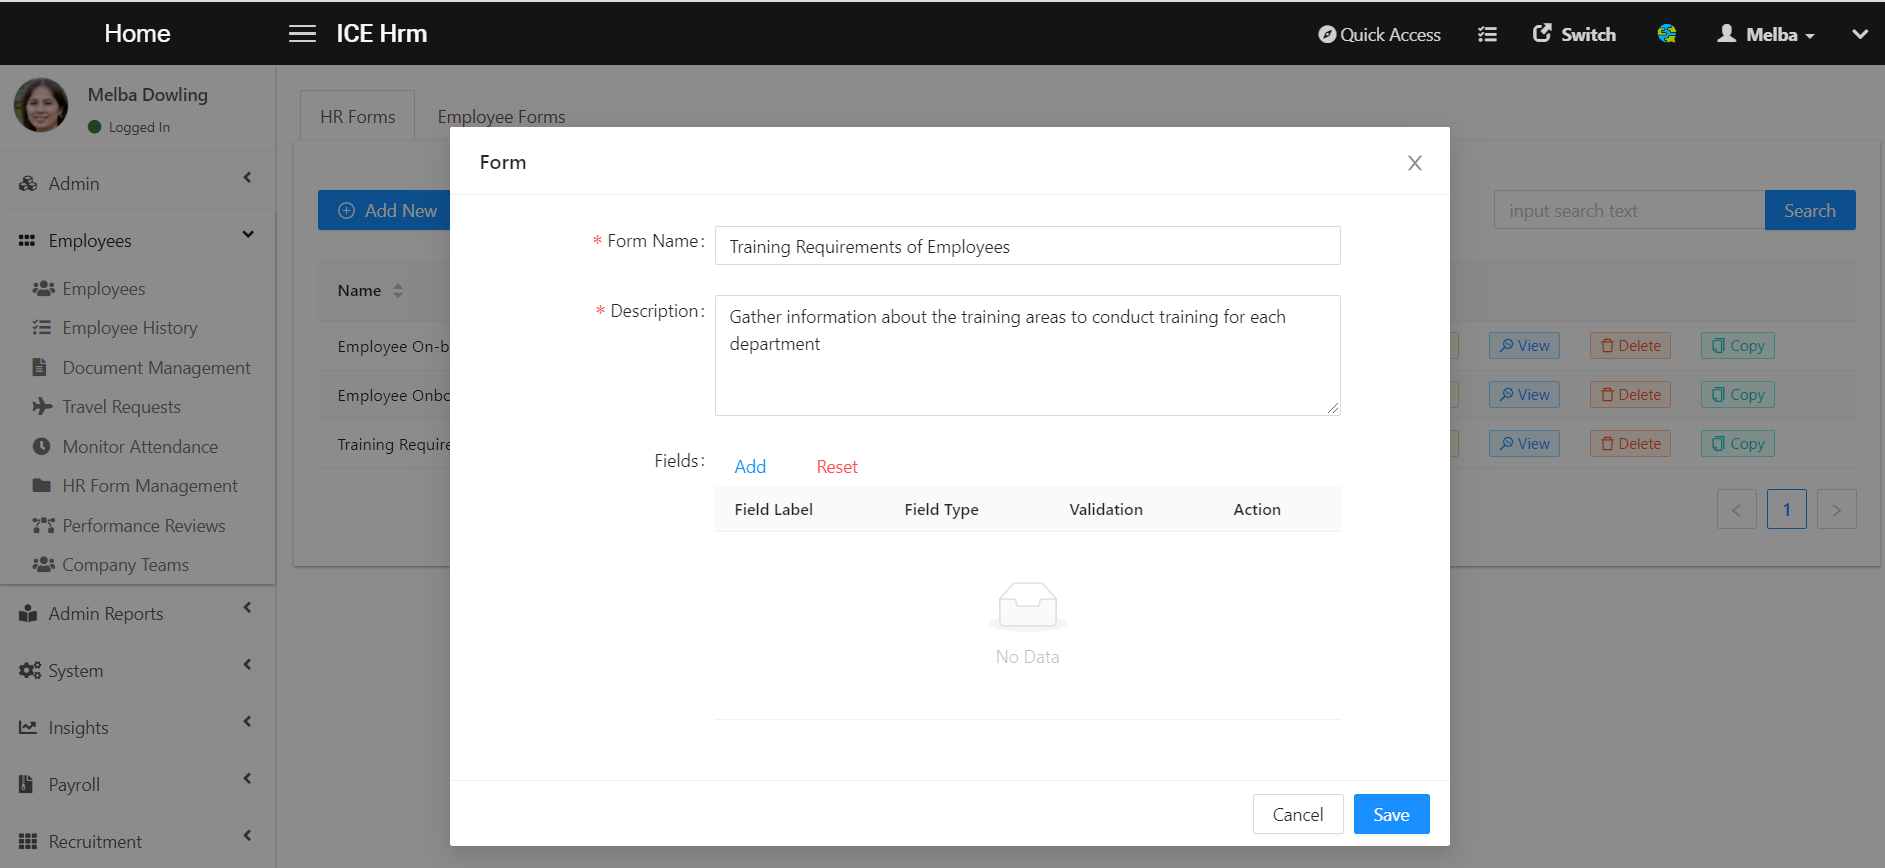 Home
ICE Hrm
Quick Access
Switch
Melba
Melba Dowling
Logged In
HR Forms
Employee Forms
Admin
Employees
Employees
Employee History
Document Management
Travel Requests
Monitor Attendance
HR Form Management
Performance Reviews
Company Teams
Admin Reports
System
Insights
Payroll
Recruitment
Add New
input search text
Search
Name
Employee On-b
View
Delete
Copy
Employee Onbo
View
Delete
Copy
Training Require
View
Delete
Copy
<
1
>
Form
X
* Form Name:
Training Requirements of Employees
* Description:
Gather information about the training areas to conduct training for each
department
Fields:
Add
Reset
Field Label
Field Type
Validation
Action
No Data
Cancel
Save